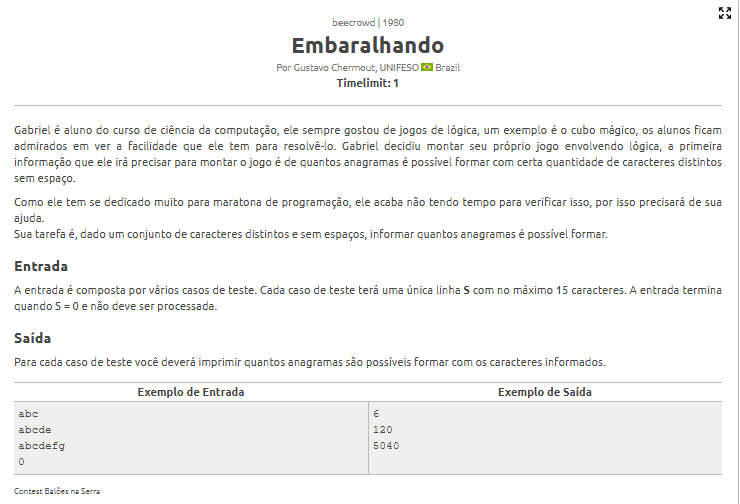 beecrowd | 1980
Embaralhando
Por Gustavo Chermout, UNIFESO Brazil
Timelimit: 1
Gabriel é aluno do curso de ciência da computação, ele sempre gostou de jogos de lógica, um exemplo é o cubo mágico, os alunos ficam
admirados em ver a facilidade que ele tem para resolvê-lo. Gabriel decidiu montar seu próprio jogo envolvendo lógica, a primeira
informação que ele irá precisar para montar o jogo é de quantos anagramas é possível formar com certa quantidade de caracteres distintos
sem espaço.
Como ele tem se dedicado muito para maratona de programação, ele acaba não tendo tempo para verificar isso, por isso precisará de sua
ajuda.
Sua tarefa é, dado um conjunto de caracteres distintos e sem espaços, informar quantos anagramas é possível formar.
Entrada
A entrada é composta por vários casos de teste. Cada caso de teste terá uma única linha S com no máximo 15 caracteres. A entrada termina
quando S = 0 e não deve ser processada.
Saída
Para cada caso de teste você deverá imprimir quantos anagramas são possíveis formar com os caracteres informados.
Exemplo de Entrada Exemplo de Saída
abc 6
abcde 120
abcdefg 5040
0
Contest Balões na Serra